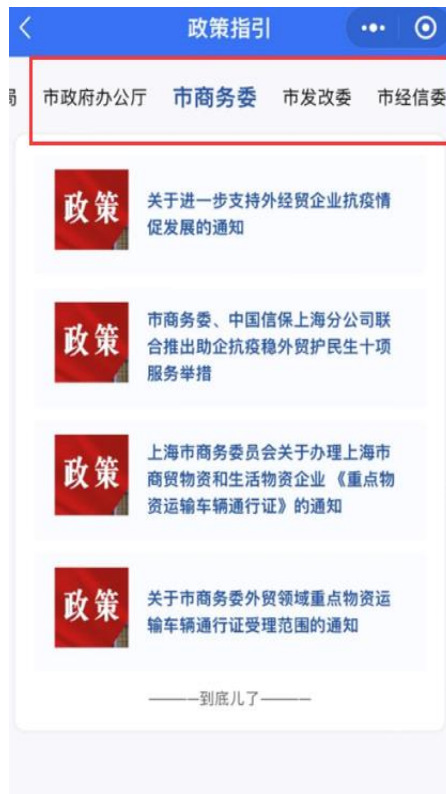 政策指引
局 市政府办公厅 市商务委 市发改委 市经信委
政策
关于进一步支持外经贸企业抗疫情
促发展的通知
政策
市商务委、中国信保上海分公司联
合推出助企抗疫稳外贸护民生十项
服务举措
政策
上海市商务委员会关于办理上海市
商贸物资和生活物资企业 《重点物
资运输车辆通行证》的通知
政策
关于市商务委外贸领域重点物资运
输车辆通行证受理范围的通知
———到底儿了———